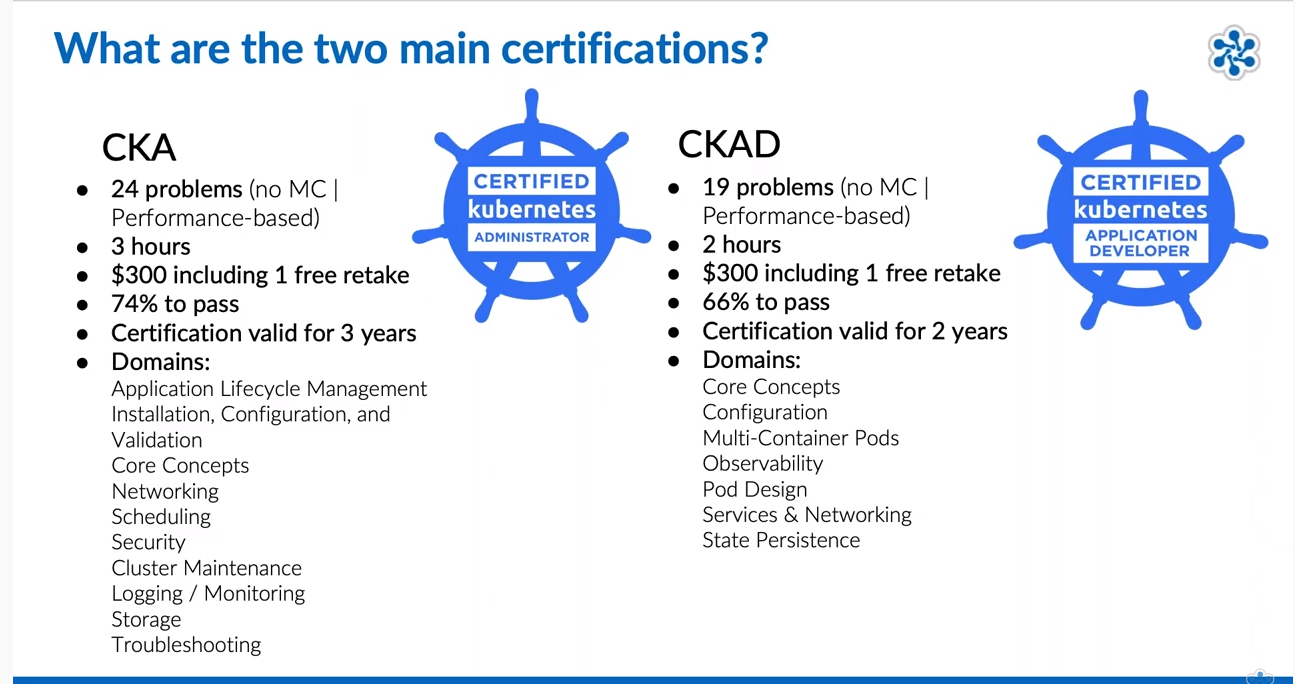 What are the two main certifications?
CKA
● 24 problems (no MC |
Performance-based)
● 3 hours
● $300 including 1 free retake
● 74% to pass
● Certification valid for 3 years
● Domains:
Application Lifecycle Management
Installation, Configuration, and
Validation
Core Concepts
Networking
Scheduling
Security
Cluster Maintenance
Logging / Monitoring
Storage
Troubleshooting
CERTIFIED
kubernetes
ADMINISTRATOR
CKAD
● 19 problems (no MC |
Performance-based)
● 2 hours
● $300 including 1 free retake
● 66% to pass
● Certification valid for 2 years
● Domains:
Core Concepts
Configuration
Multi-Container Pods
Observability
Pod Design
Services & Networking
State Persistence
CERTIFIED
kubernetes
APPLICATION
DEVELOPER